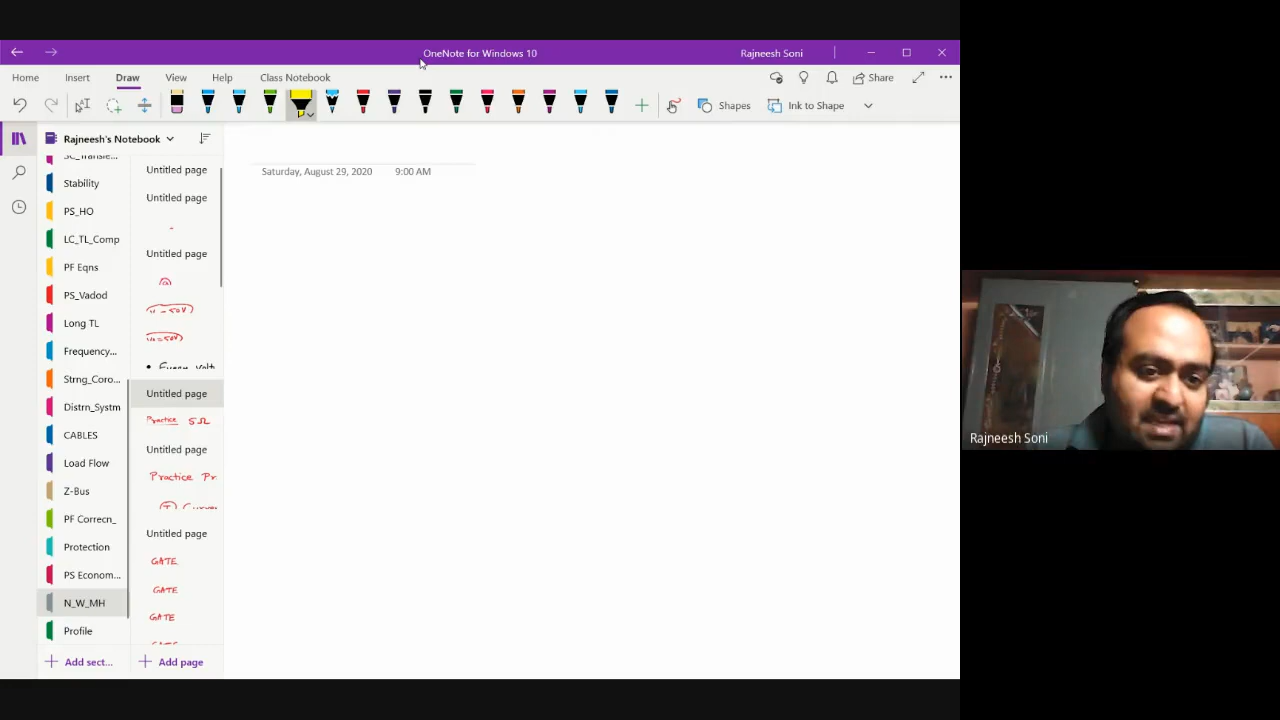 OneNote for Windows 10
Rajneesh Soni
Home Insert Draw View Help Class Notebook
Share
Shapes
Ink to Shape
Rajneesh's Notebook
SC_Transie...
Stability
PS_HO
LC_TL_Comp
PF Eqns
PS_Vadod
Long TL
Frequency...
Strng_Coro...
Distrn_Systm
CABLES
Load Flow
Z-Bus
PF Correcn_
Protection
PS Econom...
N_W_MH
Profile
Add sect...
Untitled page
Untitled page
Untitled page
Untitled page
Practice 5Ω
Untitled page
Practice Pr.
Untitled page
GATE
GATE
GATE
Add page
Saturday, August 29, 2020 9:00 AM
Rajneesh Soni